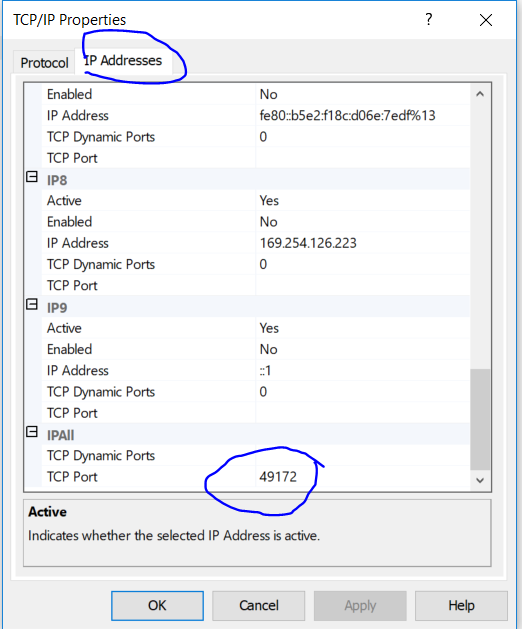 TCP/IP Properties ?
Protocol IP Addresses
Enabled No
IP Address fe80::b5e2:f18c:d06e:7edf%13
TCP Dynamic Ports 0
TCP Port
IP8
Active Yes
Enabled No
IP Address 169.254.126.223
TCP Dynamic Ports 0
TCP Port
IP9
Active Yes
Enabled No
IP Address ::1
TCP Dynamic Ports 0
TCP Port
IPAll
TCP Dynamic Ports
TCP Port 49172
Active
Indicates whether the selected IP Address is active.
OK Cancel Apply Help